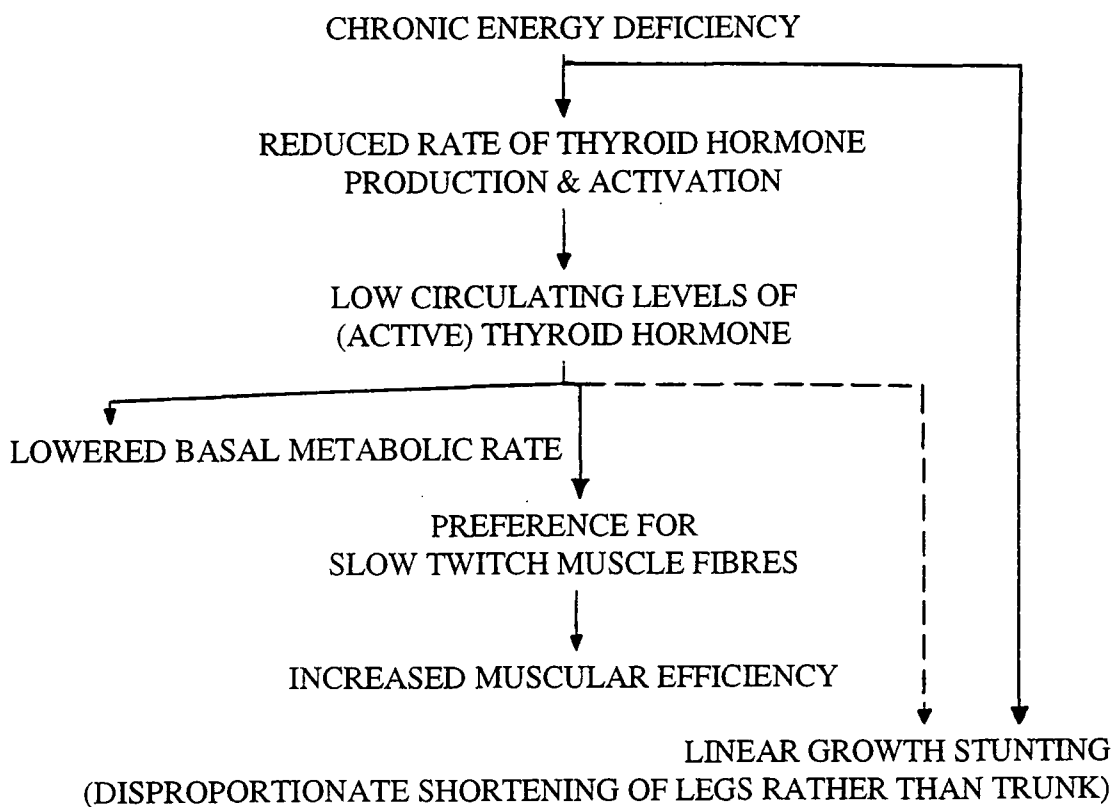 CHRONIC ENERGY DEFICIENCY
REDUCED RATE OF THYROID HORMONE
PRODUCTION & ACTIVATION
LOW CIRCULATING LEVELS OF
(ACTIVE) THYROID HORMONE
LOWERED BASAL METABOLIC RATE
PREFERENCE FOR
SLOW TWITCH MUSCLE FIBRES
INCREASED MUSCULAR EFFICIENCY
LINEAR GROWTH STUNTING
(DISPROPORTIONATE SHORTENING OF LEGS RATHER THAN TRUNK)